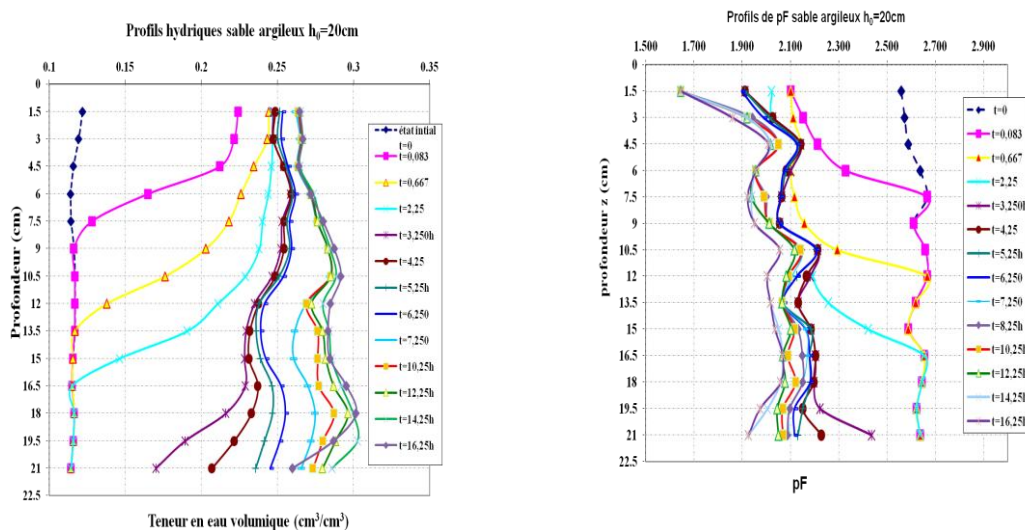 Profils hydriques sable argileux h₀=20cm
0.1 0.15 0.2 0.25 0.3 0.35
0
1.5
3
4.5
6
7.5
9
10.5
12
13.5
15
16.5
18
19.5
21
22.5
Profondeur (cm)
Teneur en eau volumique (cm³/cm³)
état intial
t=0
t=0,083
t=0,667
t=2,25
t=3,250h
t=4,25
t=5,25h
t=6,250
t=7,250
t=10,25h
t=12,25h
t=14,25h
t=16,25h
Profils de pF sable argileux h₀=20cm
1.500 1.700 1.900 2.100 2.300 2.500 2.700 2.900
0
1.5
3
4.5
6
7.5
9
10.5
12
13.5
15
16.5
18
19.5
21
22.5
profondeur z (cm)
pF
t=0
t=0,083
t=0,667
t=2,25
t=3,250h
t=4,25
t=5,25h
t=6,250
t=7,250
t=8,25h
t=10,25h
t=12,25h
t=14,25h
t=16,25h